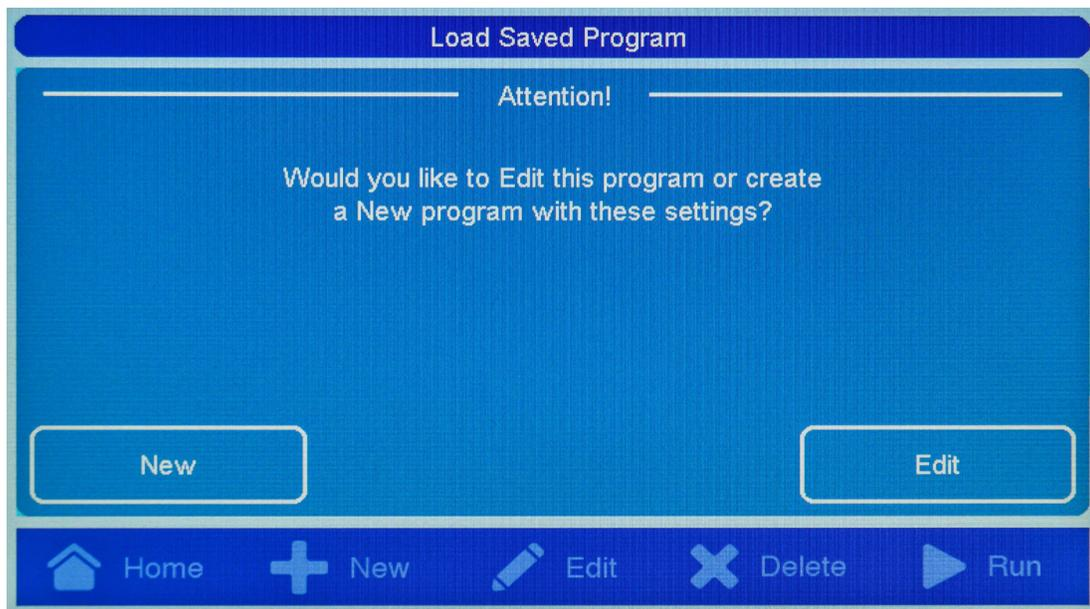 Load Saved Program
Attention!
Would you like to Edit this program or create
a New program with these settings?
New
Edit
Home
New
Edit
Delete
Run